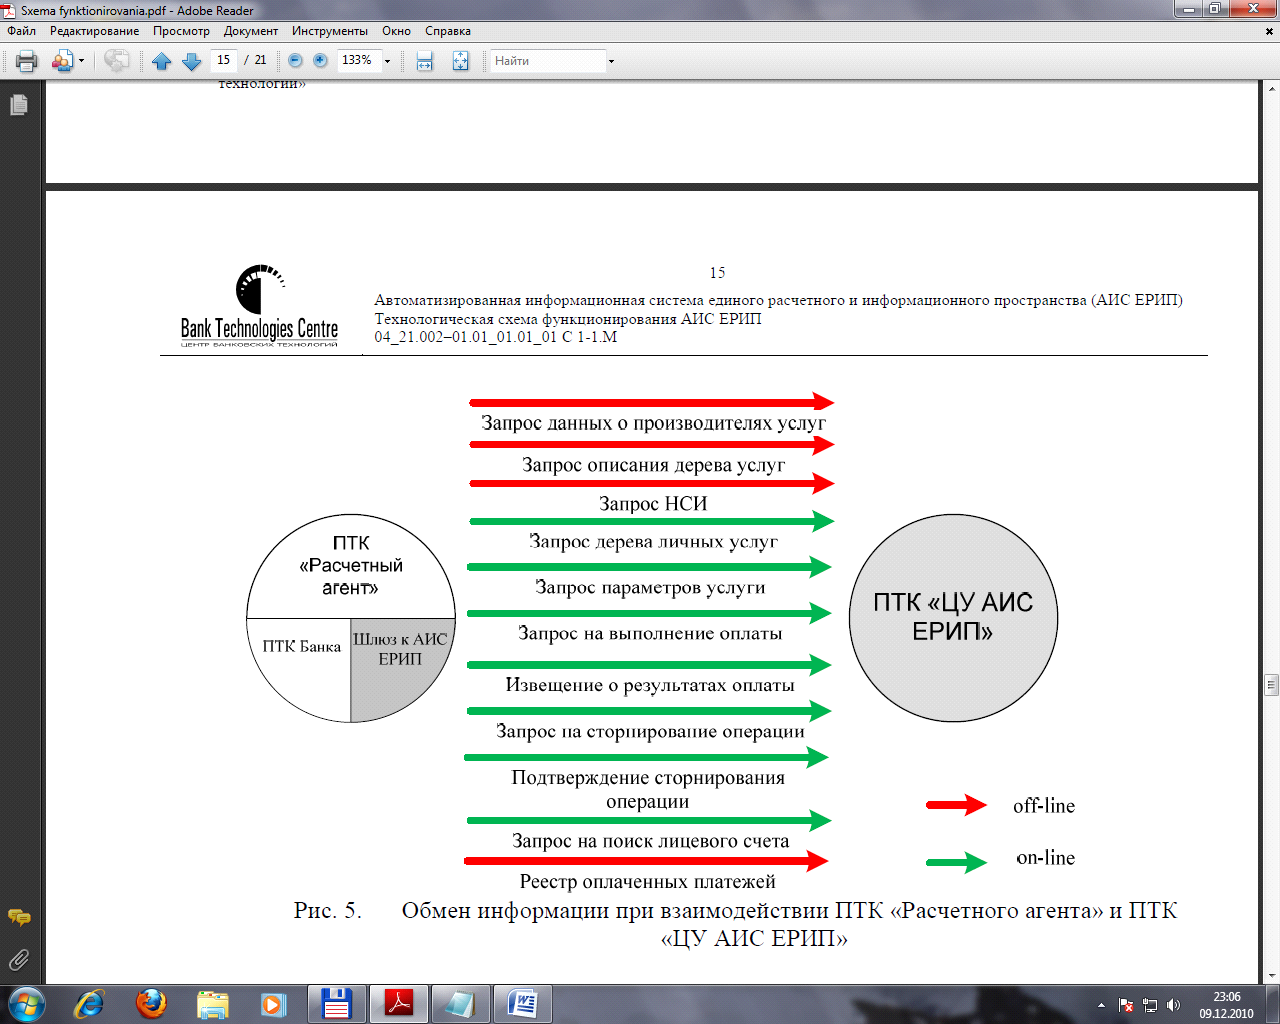 Sxema fynktionirovania.pdf - Adobe Reader
Файл Редактирование Просмотр Документ Инструменты Окно Справка
15 / 21 133% Найти
технологии»
15
Bank Technologies Centre
ЦЕНТР БАНКОВСКИХ ТЕХНОЛОГИЙ
Автоматизированная информационная система единого расчетного и информационного пространства (АИС ЕРИП)
Технологическая схема функционирования АИС ЕРИП
04_21.002–01.01_01.01_01 С 1-1.М
Запрос данных о производителях услуг
Запрос описания дерева услуг
Запрос НСИ
Запрос дерева личных услуг
Запрос параметров услуги
Запрос на выполнение оплаты
Извещение о результатах оплаты
Запрос на сторнирование операции
Подтверждение сторнирования
операции
Запрос на поиск лицевого счета
Реестр оплаченных платежей
ПТК
«Расчетный
агент»
ПТК Банка
Шлюз к АИС
ЕРИП
ПТК «ЦУ АИС
ЕРИП»
off-line
on-line
Рис. 5. Обмен информации при взаимодействии ПТК «Расчетного агента» и ПТК
«ЦУ АИС ЕРИП»
23:06
09.12.2010